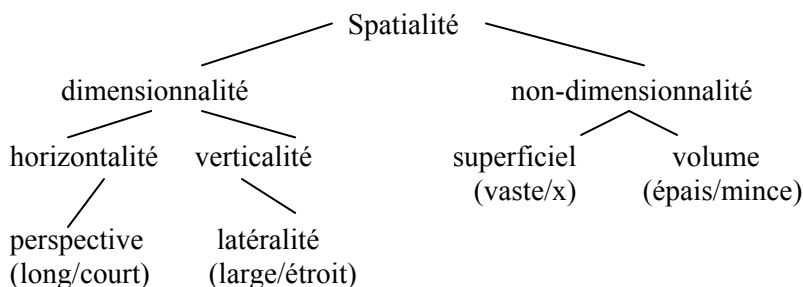 Spatialité
dimensionnalité non-dimensionnalité
horizontalité verticalité superficiel volume
(vaste/x) (épais/mince)
perspective latéralité
(long/court) (large/étroit)